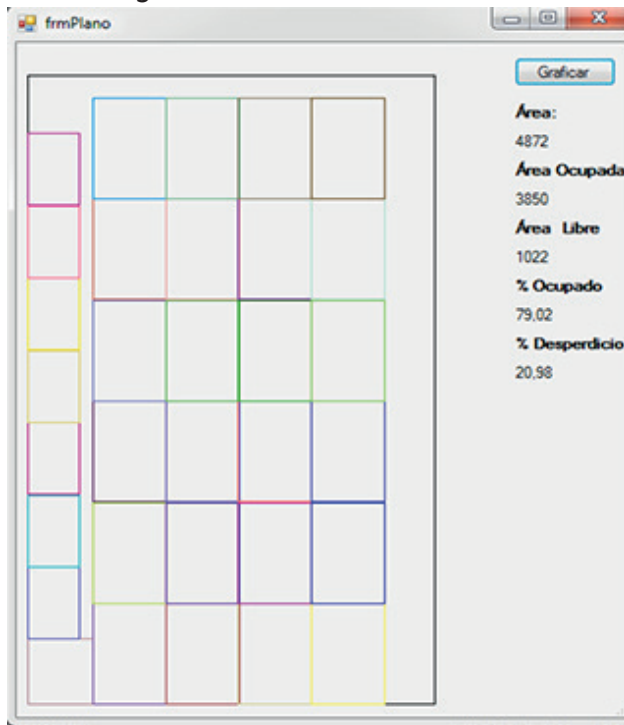 frmPlano
Graficar
Área:
4872
Área Ocupada
3850
Área Libre
1022
% Ocupado
79,02
% Desperdicio
20,98